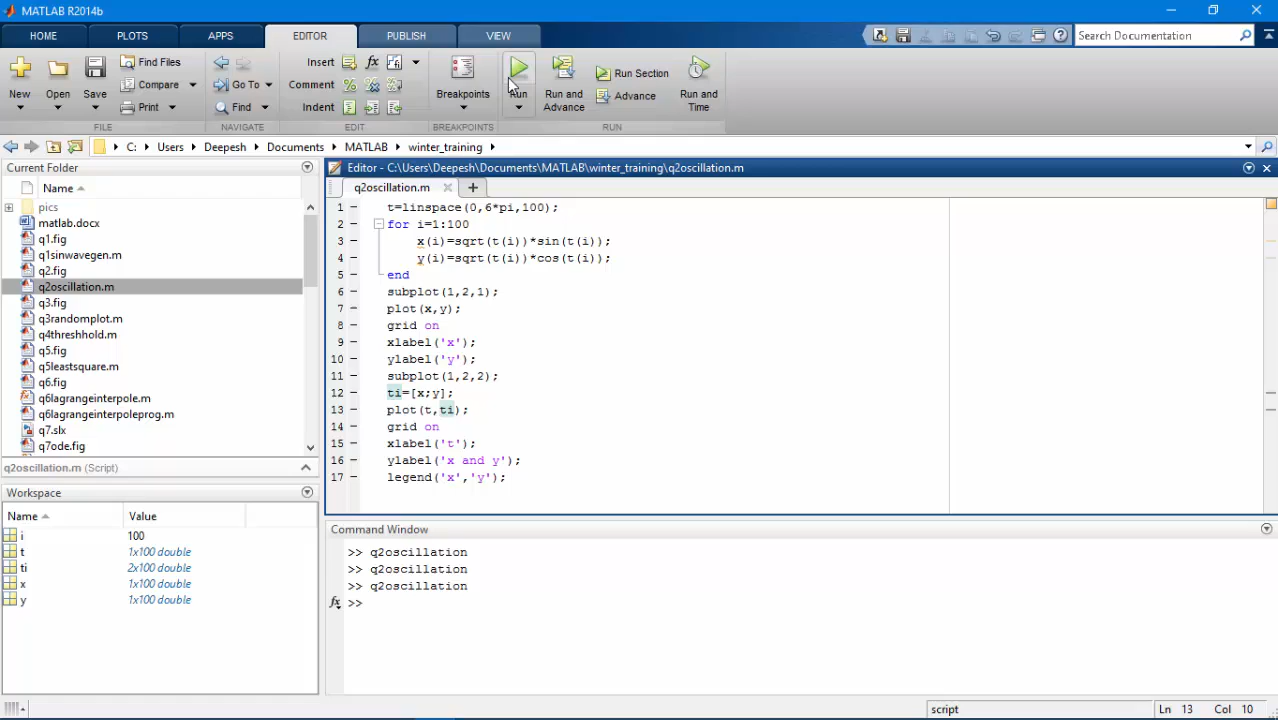 MATLAB R2014b
HOME PLOTS APPS EDITOR PUBLISH VIEW Search Documentation
New Open Save Find Files Compare Print
Go To Find
Insert fx Comment Indent
Breakpoints
Run Run and Advance Run Section Advance Run and Time
FILE NAVIGATE EDIT BREAKPOINTS RUN
C: Users Deepesh Documents MATLAB winter_training
Current Folder
Name
pics
matlab.docx
q1.fig
q1sinwavegen.m
q2.fig
q2oscillation.m
q3.fig
q3randomplot.m
q4threshhold.m
q5.fig
q5leastsquare.m
q6.fig
q6lagrangeinterpole.m
q6lagrangeinterpoleprog.m
q7.slx
q7ode.fig
q2oscillation.m (Script)
Workspace
Name Value
i 100
t 1x100 double
ti 2x100 double
x 1x100 double
y 1x100 double
Editor - C:\Users\Deepesh\Documents\MATLAB\winter_training\q2oscillation.m
q2oscillation.m
1 t=linspace(0,6*pi,100);
2 for i=1:100
3 x(i)=sqrt(t(i))*sin(t(i));
4 y(i)=sqrt(t(i))*cos(t(i));
5 end
6 subplot(1,2,1);
7 plot(x,y);
8 grid on
9 xlabel('x');
10 ylabel('y');
11 subplot(1,2,2);
12 ti=[x;y];
13 plot(t,ti);
14 grid on
15 xlabel('t');
16 ylabel('x and y');
17 legend('x','y');
Command Window
>> q2oscillation
>> q2oscillation
>> q2oscillation
fx >>
script Ln 13 Col 10